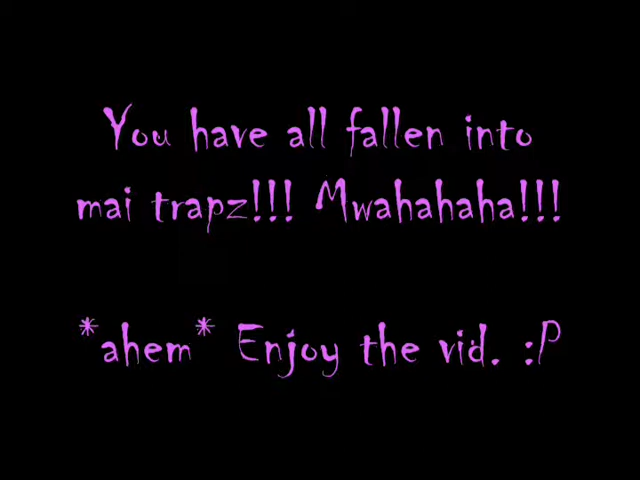 You have all fallen into
mai trapz!!! Mwahahaha!!!
*ahem* Enjoy the vid. :P